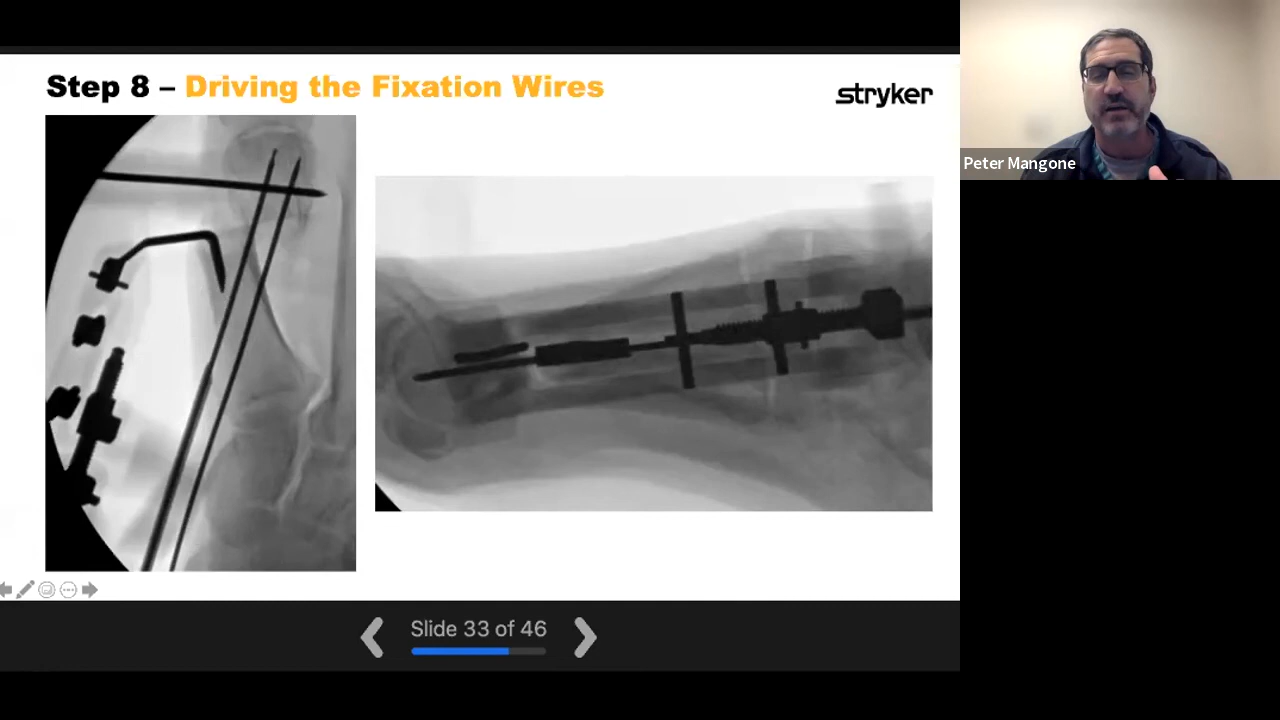 Step 8 – Driving the Fixation Wires
stryker
Peter Mangone
Slide 33 of 46